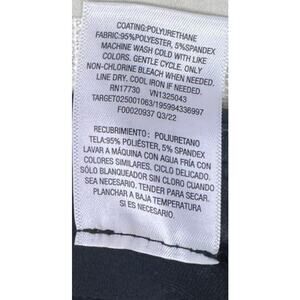 COATING:POLYURETHANE
FABRIC:95%POLYESTER, 5%SPANDEX
MACHINE WASH COLD WITH LIKE
COLORS. GENTLE CYCLE. ONLY
NON-CHLORINE BLEACH WHEN NEEDED.
LINE DRY. COOL IRON IF NEEDED.
RN17730 VN1325043
TARGET025001063/195994336997
F00020937 Q3/22
RECUBRIMIENTO: POLIURETANO
TELA:95% POLIÉSTER, 5% SPANDEX
LAVAR A MÁQUINA CON AGUA FRÍA CON
COLORES SIMILARES, CICLO DELICADO.
SÓLO BLANQUEADOR SIN CLORO CUANDO
SEA NECESARIO, TENDER PARA SECAR.
PLANCHAR A BAJA TEMPERATURA
SI ES NECESARIO.